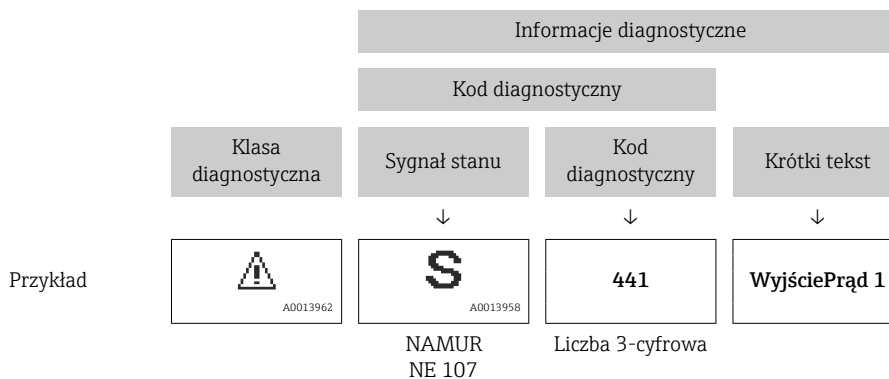 Informacje diagnostyczne
Kod diagnostyczny
Klasa
diagnostyczna
Sygnał stanu
Kod
diagnostyczny
Krótki tekst
↓ ↓ ↓
Przykład
A0013962
S
A0013958
441
WyjściePrąd 1
NAMUR
NE 107
Liczba 3-cyfrowa